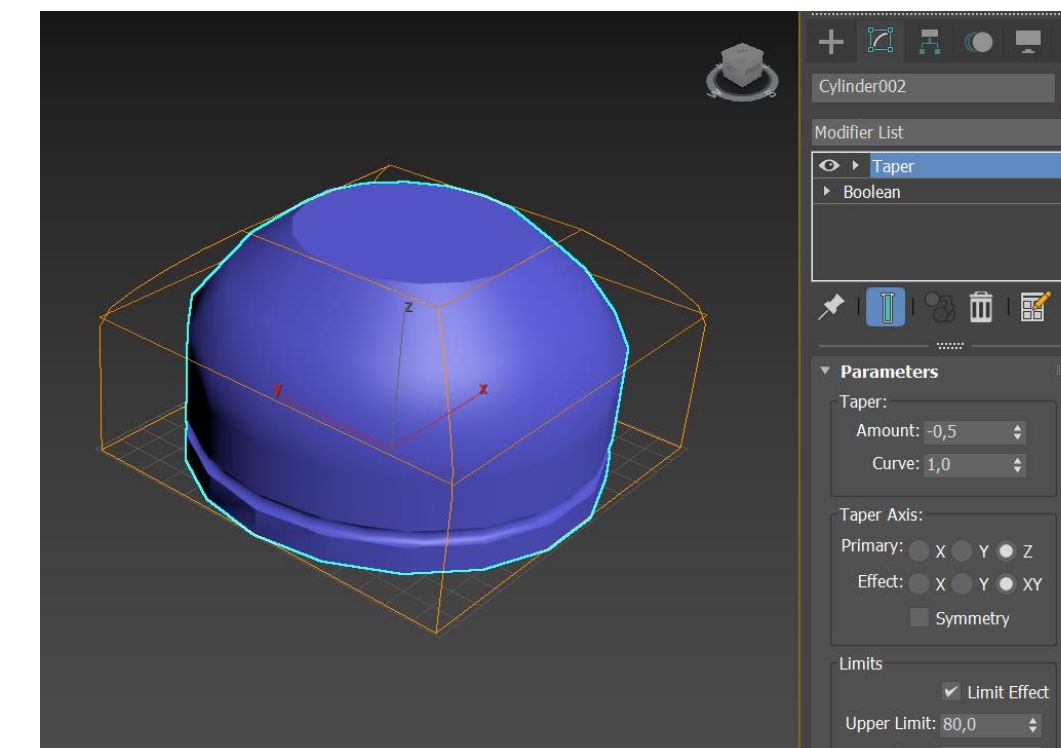 Cylinder002
Modifier List
Taper
Boolean
z
y
x
Parameters
Taper:
Amount: -0,5
Curve: 1,0
Taper Axis:
Primary: X Y Z
Effect: X Y XY
Symmetry
Limits
Limit Effect
Upper Limit: 80,0